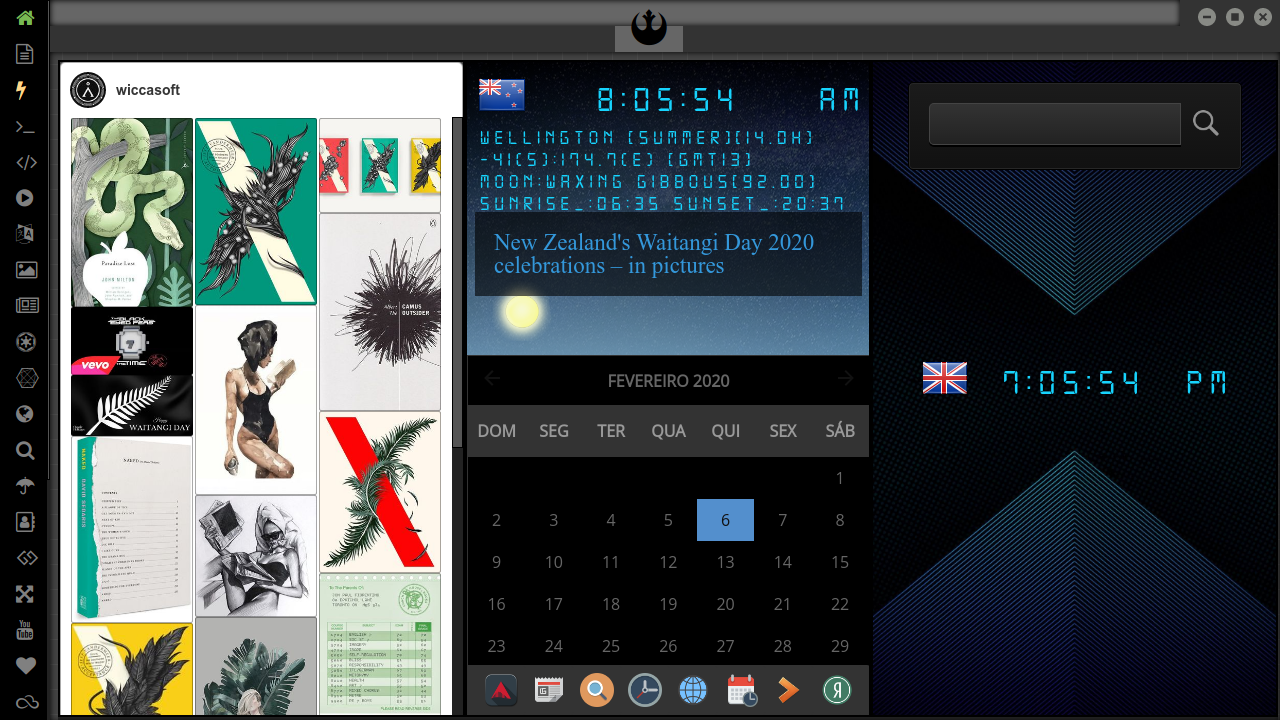 wiccasoft
Paradise Lost
JOHN MILTON
vevo
Happy
WAITANGI DAY
NAKED
DAVID SEDARIS
CAMUS
OUTSIDER
8:05:54 AM
WELLINGTON (SUMMER)(14.0H)
-41(S):174.7(E) (GMT13)
MOON:WAXING GIBBOUS(92.00)
SUNRISE_:06:35 SUNSET_:20:37
New Zealand's Waitangi Day 2020
celebrations – in pictures
FEVEREIRO 2020
DOM SEG TER QUA QUI SEX SÁB
1
2 3 4 5 6 7 8
9 10 11 12 13 14 15
16 17 18 19 20 21 22
23 24 25 26 27 28 29
7:05:54 PM
You
Tube